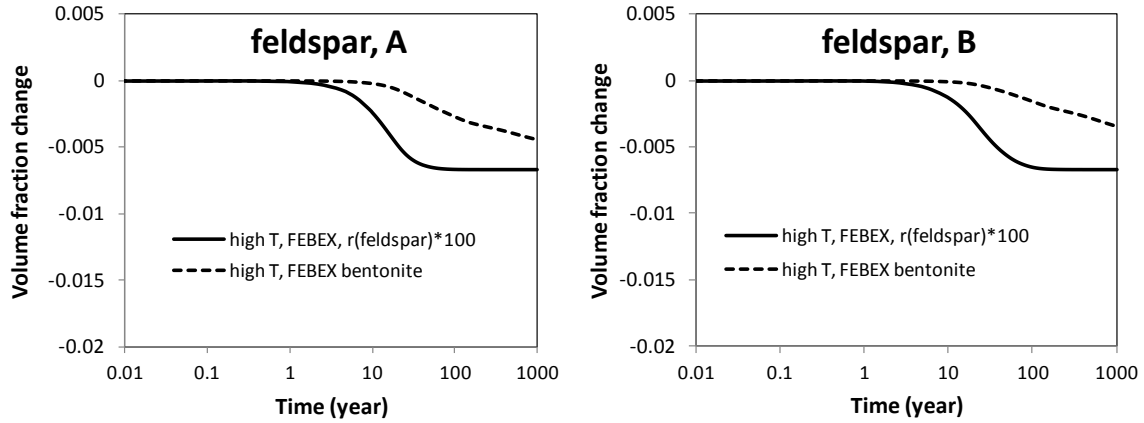 feldspar, A
Volume fraction change
0.005
0
-0.005
-0.01
-0.015
-0.02
high T, FEBEX, r(feldspar)*100
high T, FEBEX bentonite
0.01 0.1 1 10 100 1000
Time (year)
feldspar, B
Volume fraction change
0.005
0
-0.005
-0.01
-0.015
-0.02
high T, FEBEX, r(feldspar)*100
high T, FEBEX bentonite
0.01 0.1 1 10 100 1000
Time (year)